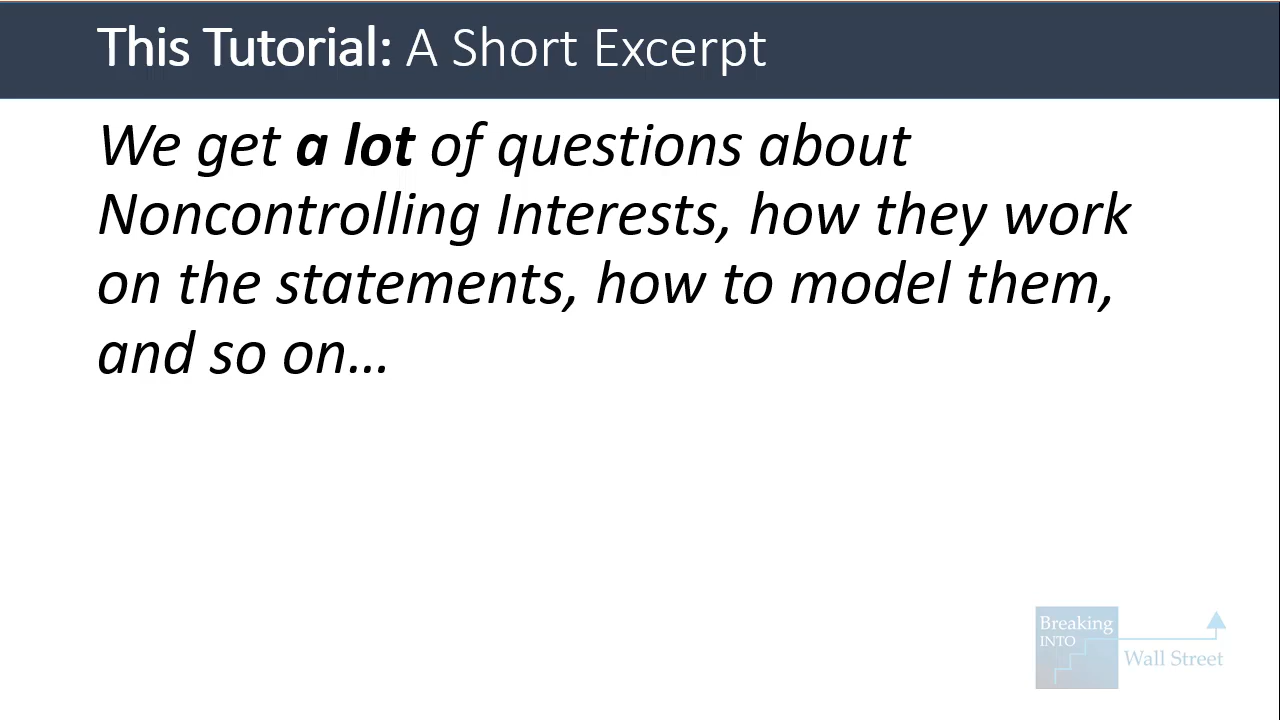 This Tutorial: A Short Excerpt
We get a lot of questions about
Noncontrolling Interests, how they work
on the statements, how to model them,
and so on...
Breaking
INTO
Wall Street